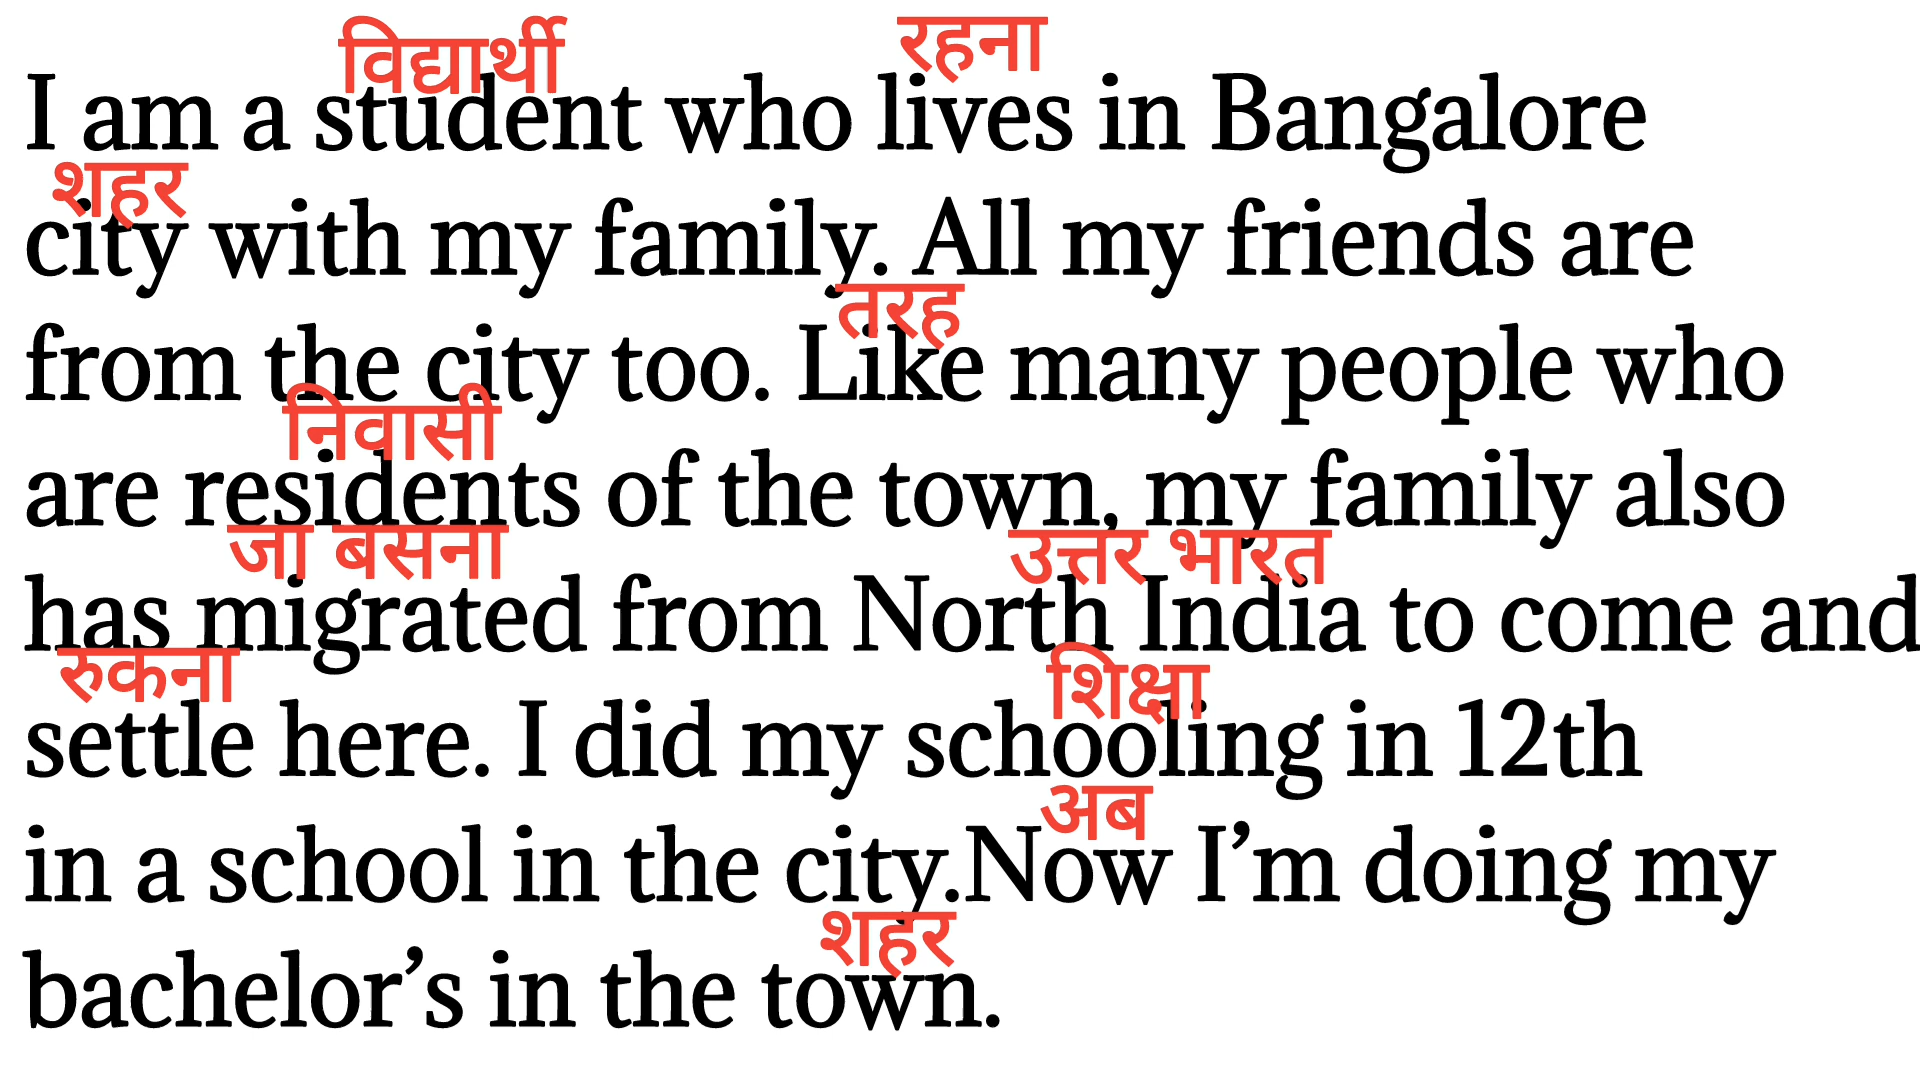 विद्यार्थी रहना
I am a student who lives in Bangalore
शहर
city with my family. All my friends are
तरह
from the city too. Like many people who
निवासी
are residents of the town, my family also
जा बसना उत्तर भारत
has migrated from North India to come and
रुकना शिक्षा
settle here. I did my schooling in 12th
अब
in a school in the city.Now I’m doing my
शहर
bachelor’s in the town.